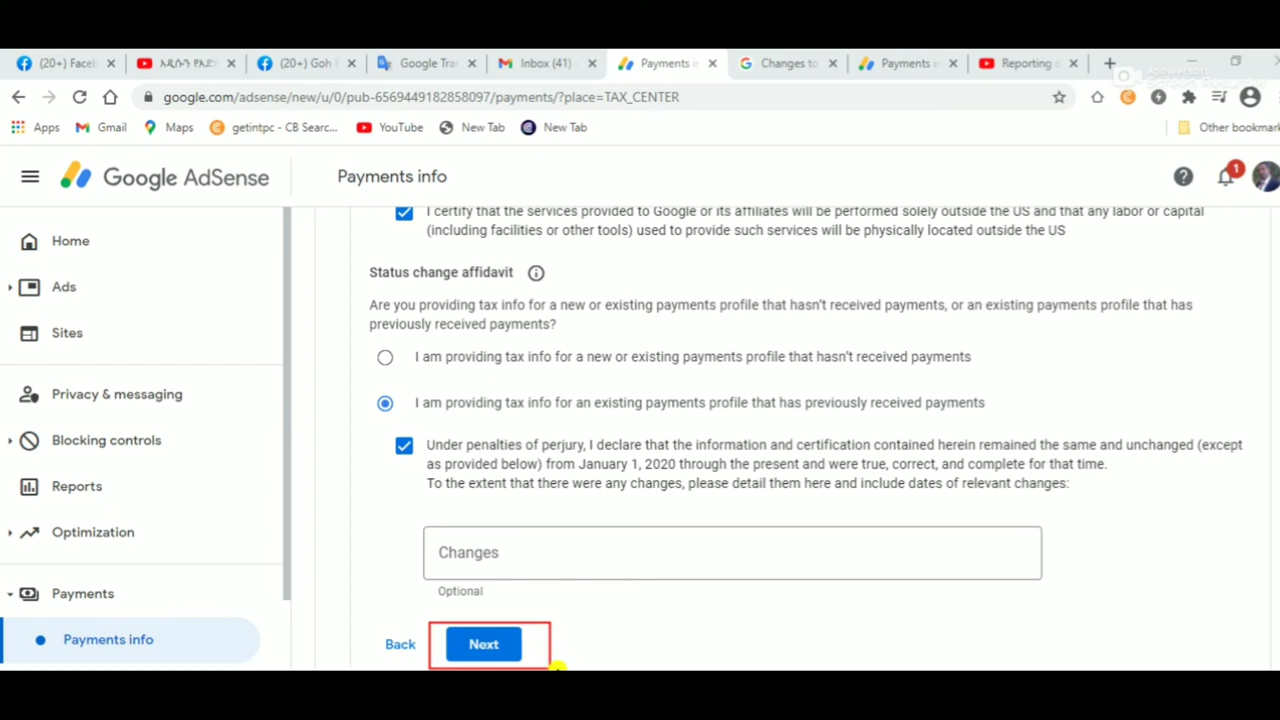 (20+) Faceb
አዲሱን የአድ
(20+) Goh E
Google Tra
Inbox (41) -
Payments i
Changes to
Payments i
Reporting c
google.com/adsense/new/u/0/pub-6569449182858097/payments/?place=TAX_CENTER
Apowersoft
Screen Recorder
Apps
Gmail
Maps
getintpc - CB Searc...
YouTube
New Tab
New Tab
Other bookmark
Google AdSense
Payments info
1
Home
Ads
Sites
Privacy & messaging
Blocking controls
Reports
Optimization
Payments
Payments info
I certify that the services provided to Google or its affiliates will be performed solely outside the US and that any labor or capital
(including facilities or other tools) used to provide such services will be physically located outside the US
Status change affidavit
Are you providing tax info for a new or existing payments profile that hasn't received payments, or an existing payments profile that has
previously received payments?
I am providing tax info for a new or existing payments profile that hasn't received payments
I am providing tax info for an existing payments profile that has previously received payments
Under penalties of perjury, I declare that the information and certification contained herein remained the same and unchanged (except
as provided below) from January 1, 2020 through the present and were true, correct, and complete for that time.
To the extent that there were any changes, please detail them here and include dates of relevant changes:
Changes
Optional
Back
Next